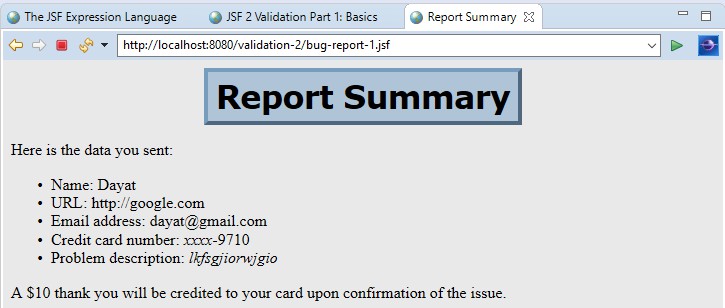 The JSF Expression Language JSF 2 Validation Part 1: Basics Report Summary
http://localhost:8080/validation-2/bug-report-1.jsf
Report Summary
Here is the data you sent:
• Name: Dayat
• URL: http://google.com
• Email address: dayat@gmail.com
• Credit card number: xxxx-9710
• Problem description: lkfsgjiorwjgio
A $10 thank you will be credited to your card upon confirmation of the issue.